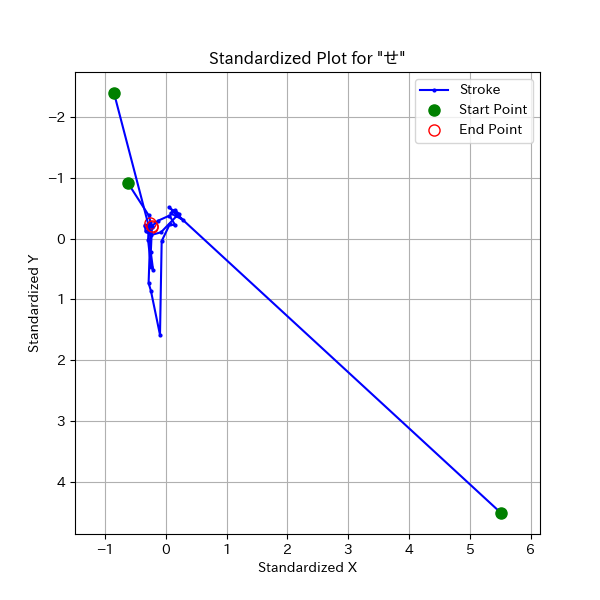 Standardized Plot for "せ"
Stroke
Start Point
End Point
−2
−1
0
1
2
3
4
Standardized Y
−1 0 1 2 3 4 5 6
Standardized X